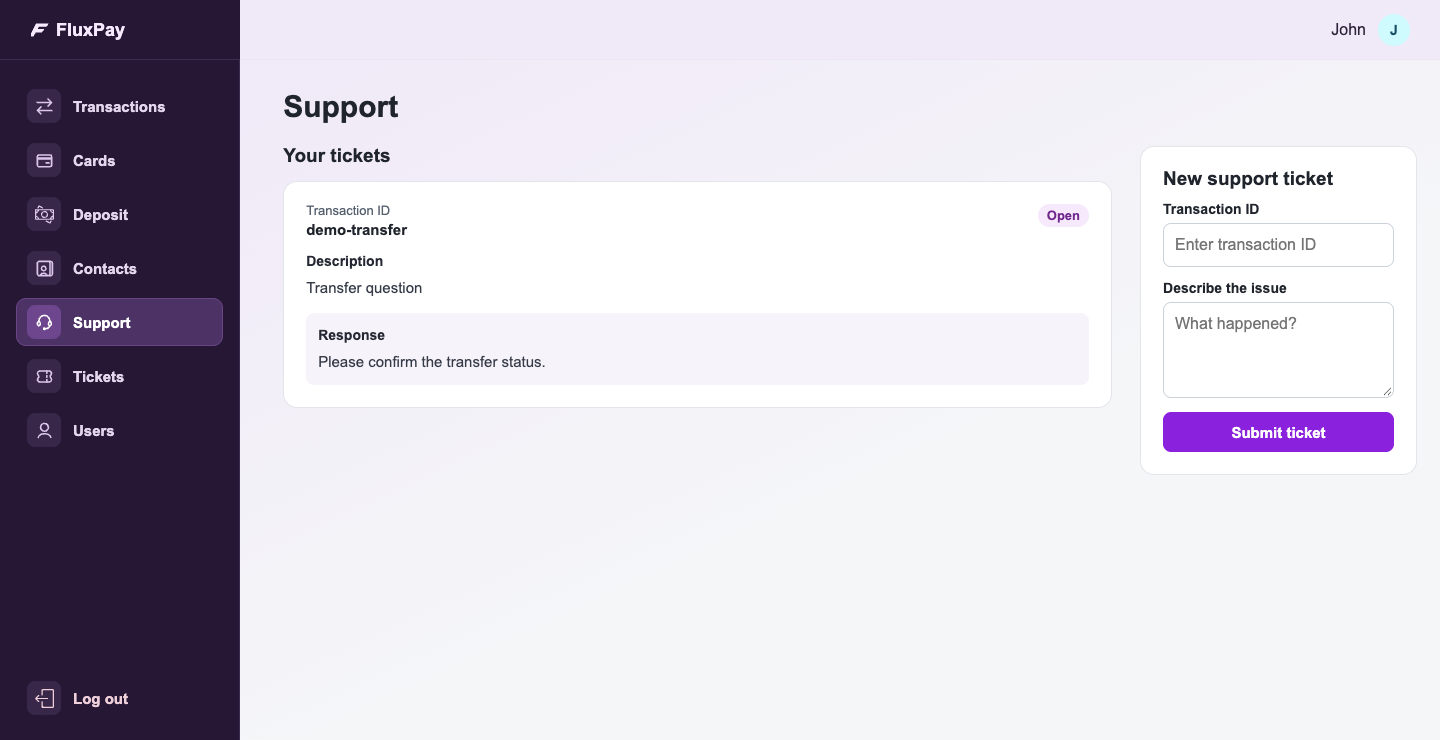 FluxPay
John
J
Transactions
Cards
Deposit
Contacts
Support
Tickets
Users
Log out
Support
Your tickets
Transaction ID
demo-transfer
Open
Description
Transfer question
Response
Please confirm the transfer status.
New support ticket
Transaction ID
Enter transaction ID
Describe the issue
What happened?
Submit ticket